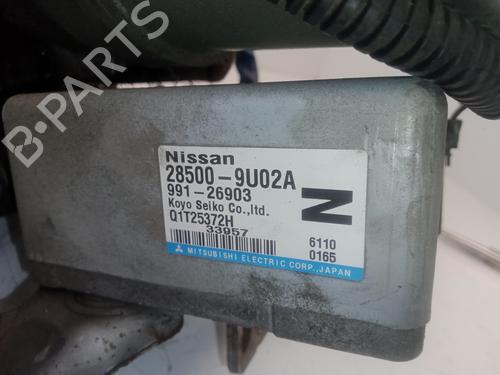 B-PARTS
Nissan
28500-9U02A
991-26903
Koyo Seiko Co.,ltd.
Q1T25372H
33957
N
6110
0165
MITSUBISHI ELECTRIC CORP., JAPAN